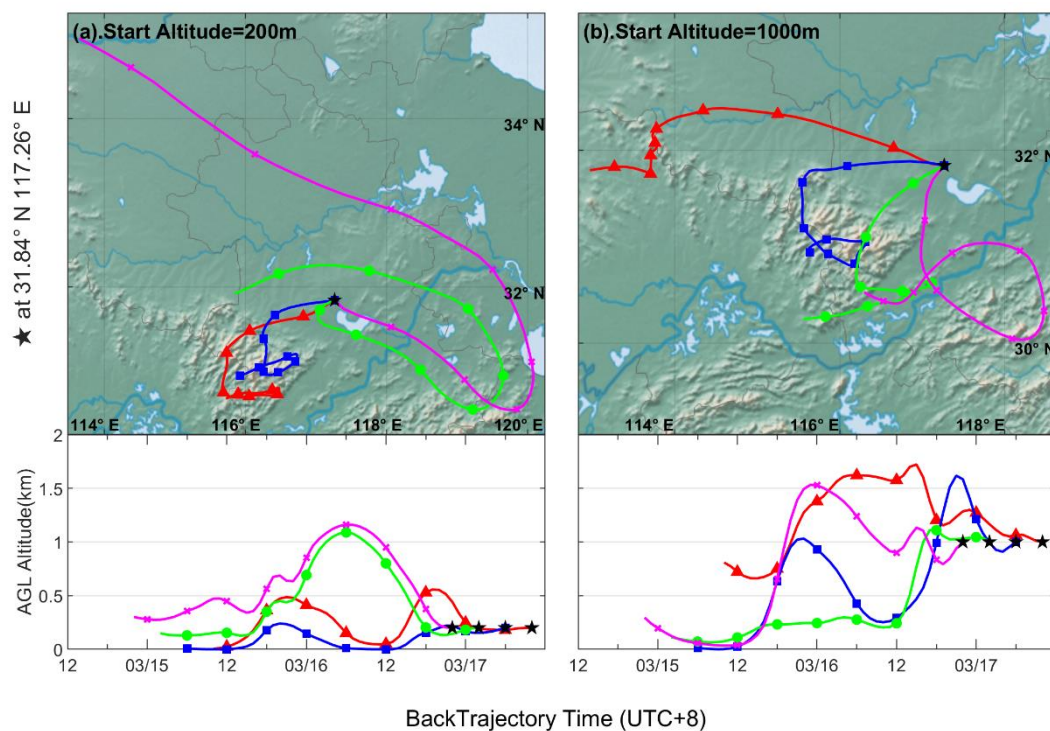 (a).Start Altitude=200m
34° N
32° N
114° E 116° E 120° E
(b).Start Altitude=1000m
32° N
30° N
114° E 116° E 118° E
★ at 31.84° N 117.26° E
AGL Altitude(km)
2
1.5
1
0.5
0
12 03/15 12 03/16 12 03/17
12 03/15 12 03/16 12 03/17
BackTrajectory Time (UTC+8)